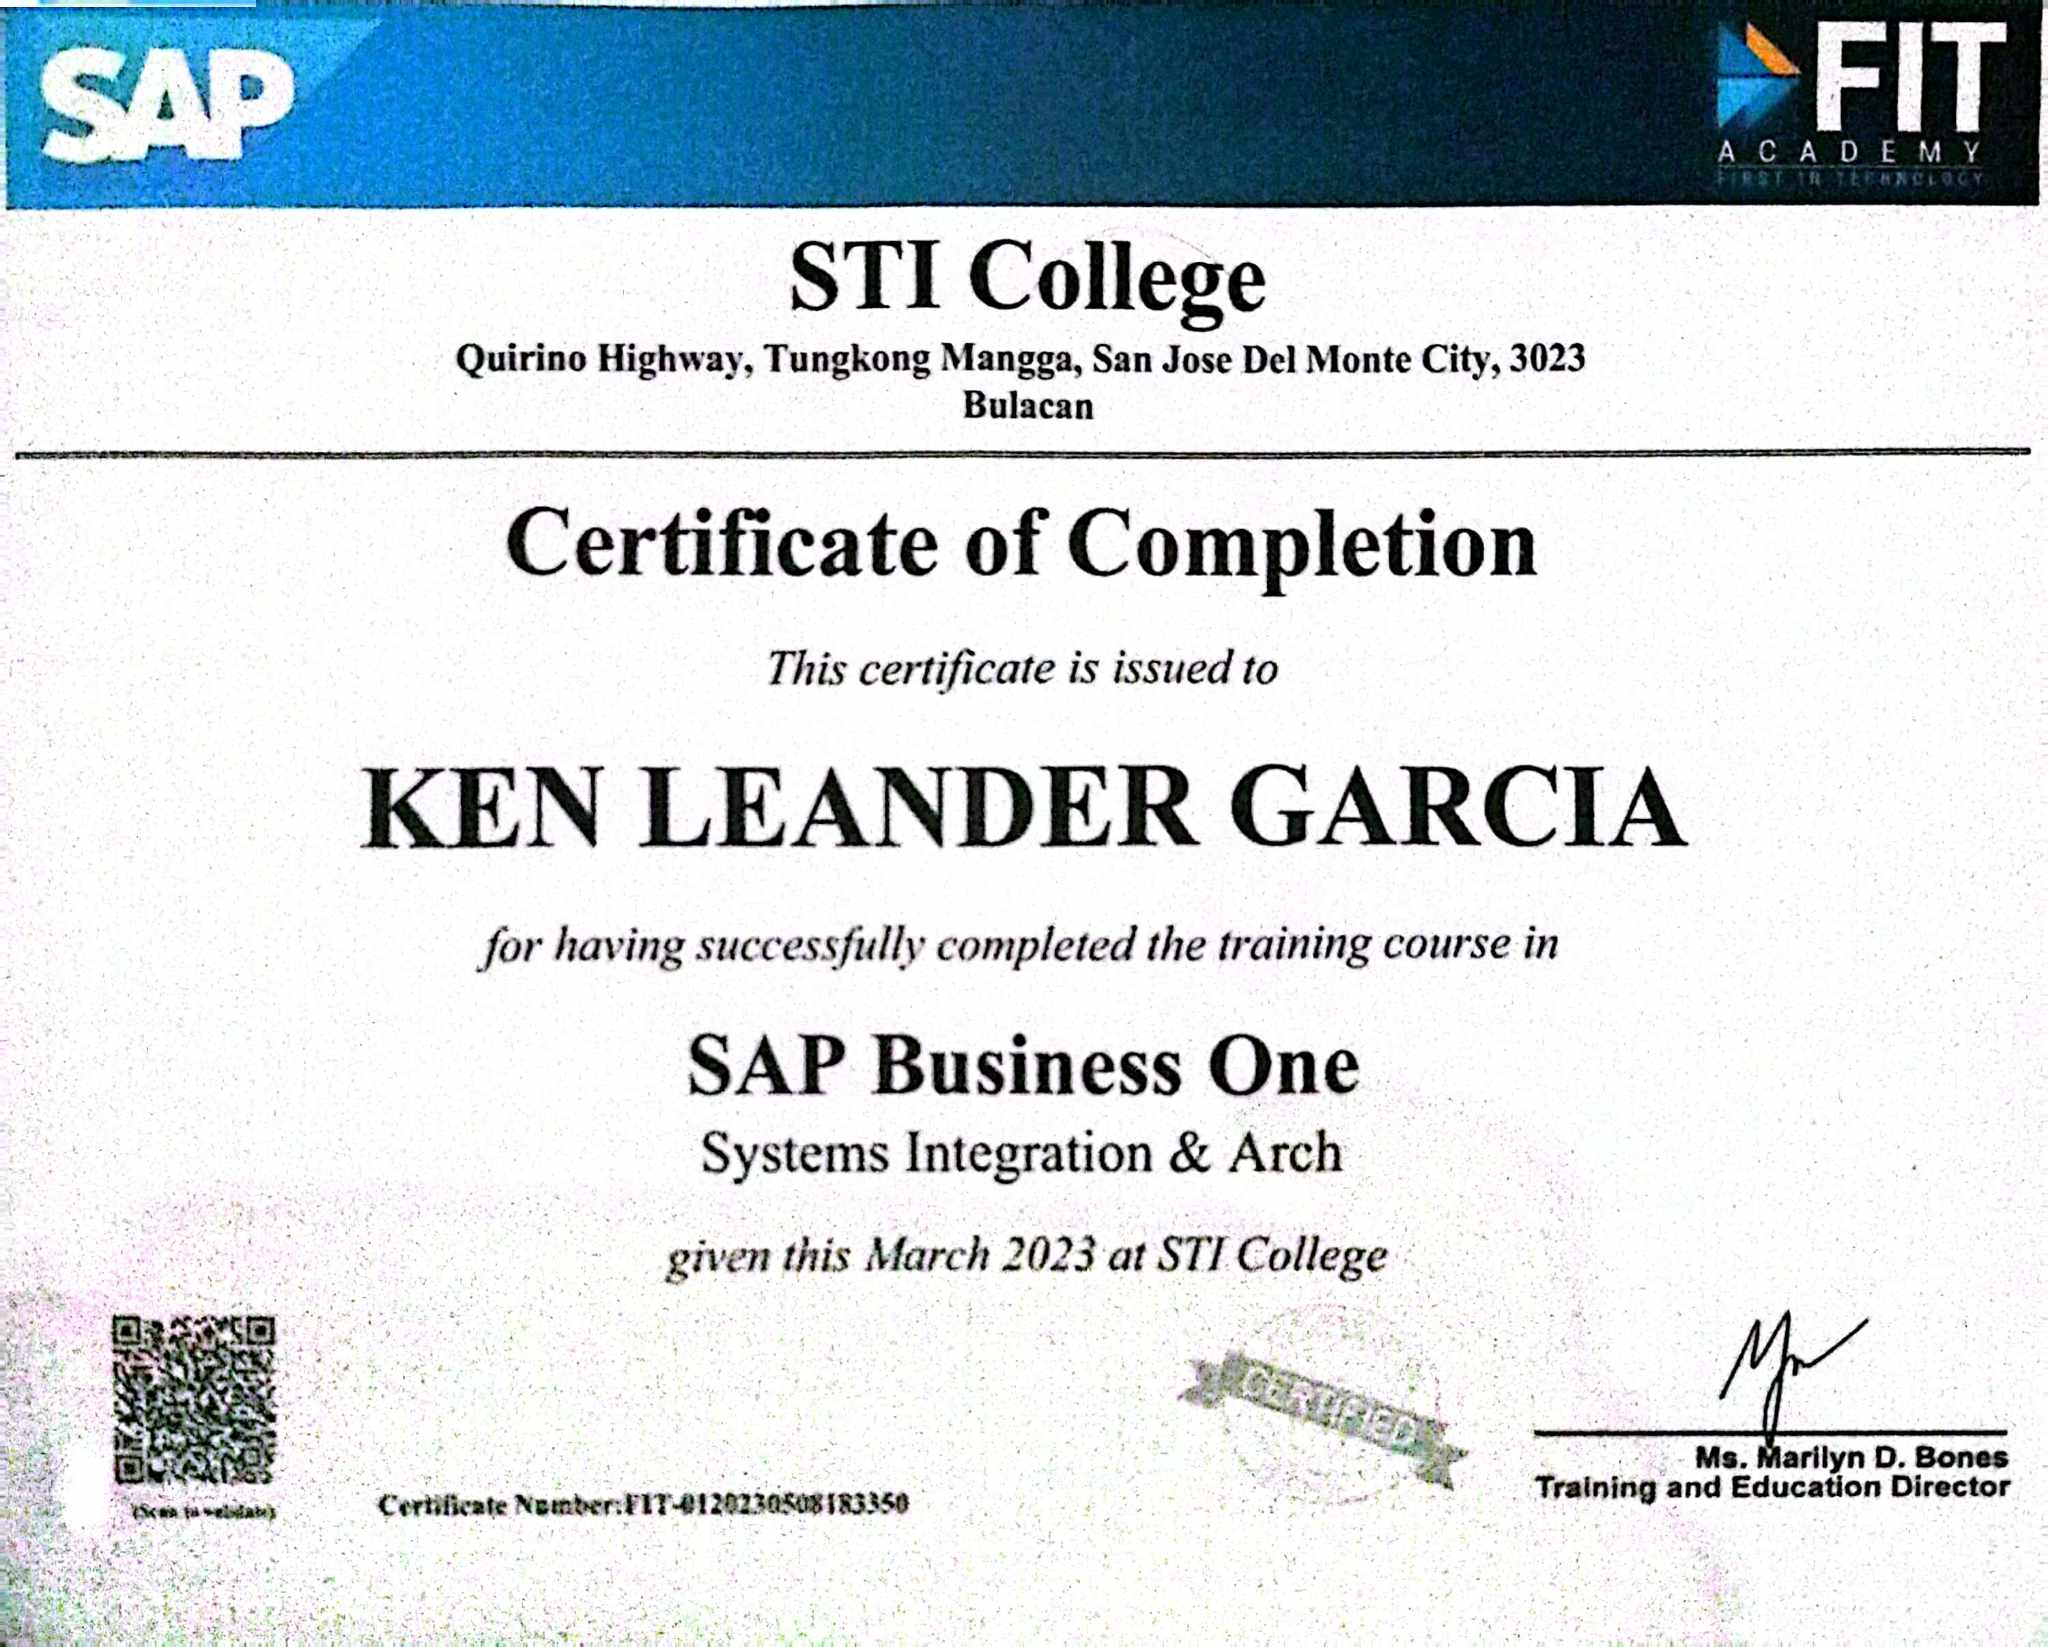 SAP
FIT
ACADEMY
FIRST IN TECHNOLOGY
STI College
Quirino Highway, Tungkong Mangga, San Jose Del Monte City, 3023
Bulacan
Certificate of Completion
This certificate is issued to
KEN LEANDER GARCIA
for having successfully completed the training course in
SAP Business One
Systems Integration & Arch
given this March 2023 at STI College
CERTIFIED
Ms. Marilyn D. Bones
Training and Education Director
(Scan to validate)
Certificate Number:FIT-0120230508183350